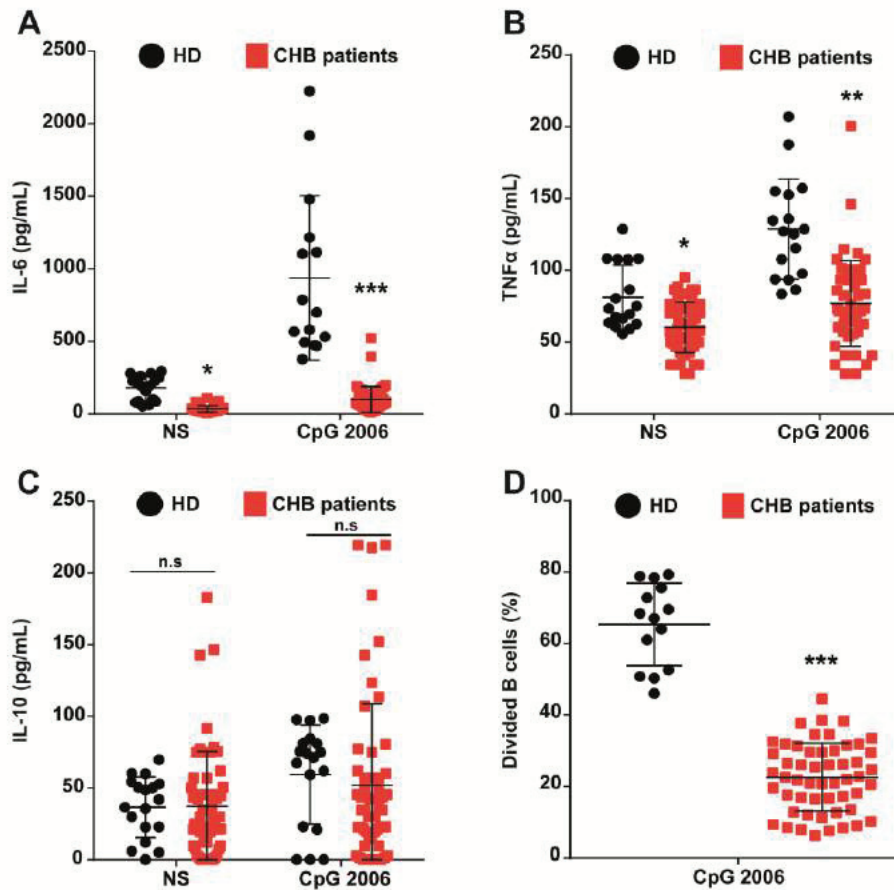 A
HD CHB patients
IL-6 (pg/mL)
2500
2000
1500
1000
500
0
*
***
NS CpG 2006
B
HD CHB patients
TNFα (pg/mL)
250
200
150
100
50
0
*
**
NS CpG 2006
C
HD CHB patients
IL-10 (pg/mL)
250
200
150
100
50
0
n.s
n.s
NS CpG 2006
D
HD CHB patients
Divided B cells (%)
100
80
60
40
20
0
***
CpG 2006